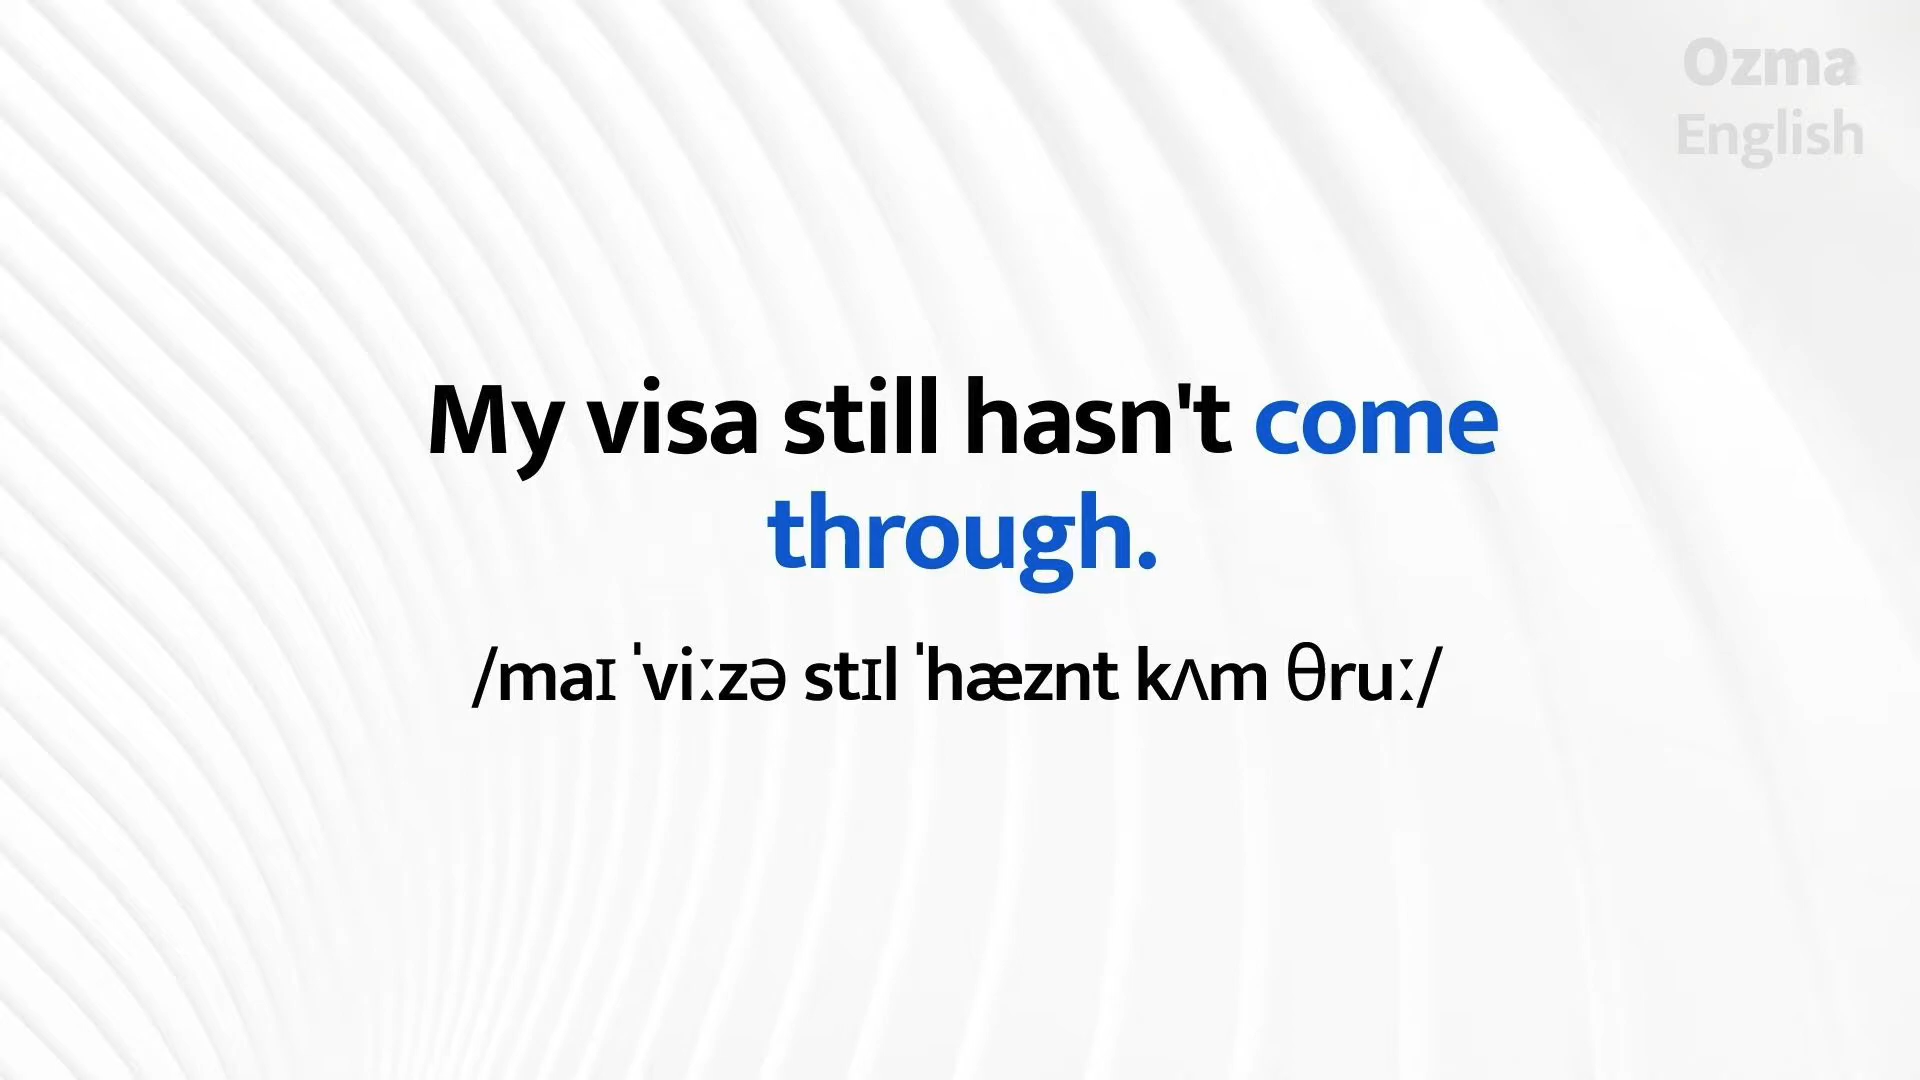 Ozma
English
My visa still hasn't come
through.
/maɪ ˈviːzə stɪl ˈhæznt kʌm θruː/